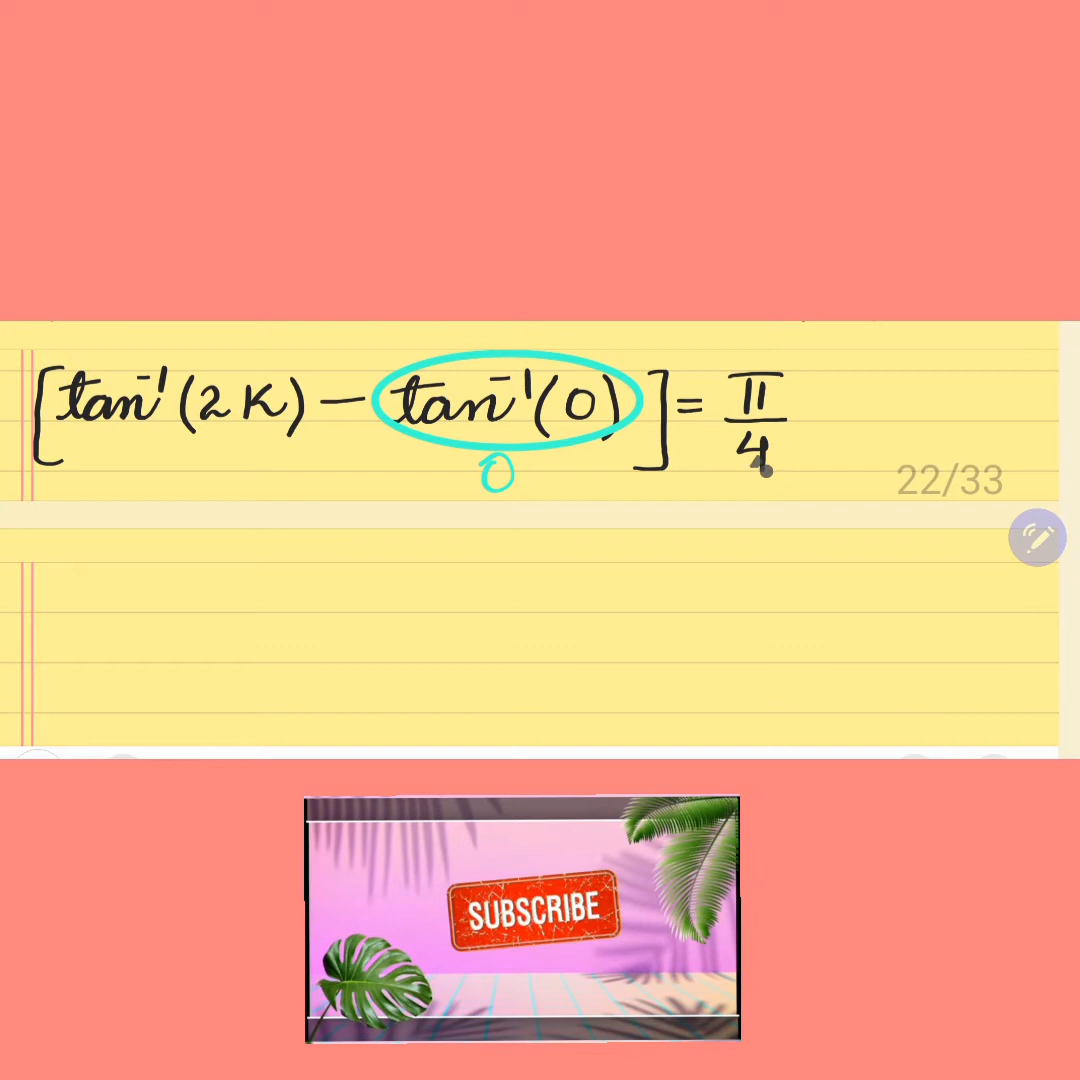 [tan⁻¹(2K) − tan⁻¹(0)] = π/4
0
22/33
SUBSCRIBE